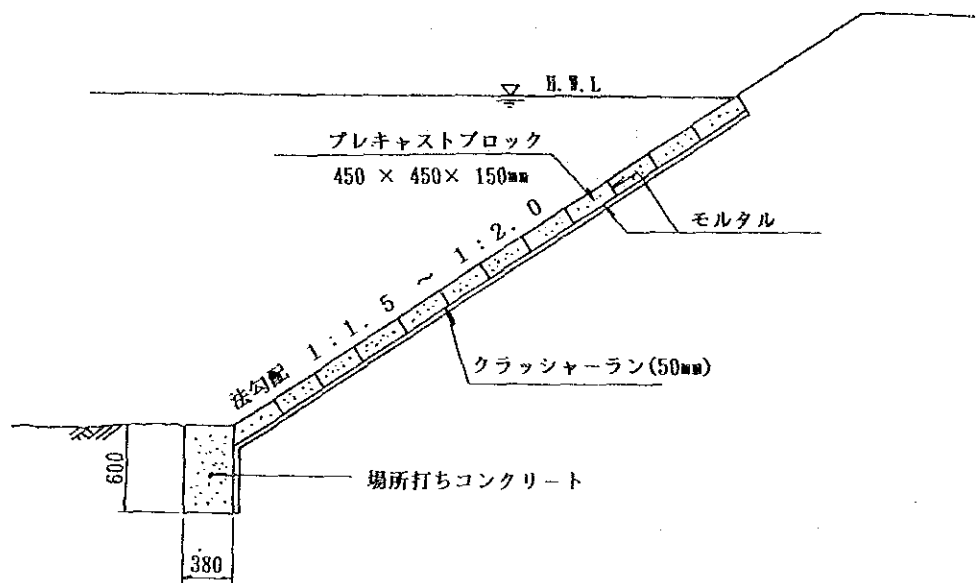 H.W.L
プレキャストブロック
450 × 450× 150mm
モルタル
法勾配 1:1.5 ～ 1:2.0
クラッシャーラン(50mm)
600
場所打ちコンクリート
380